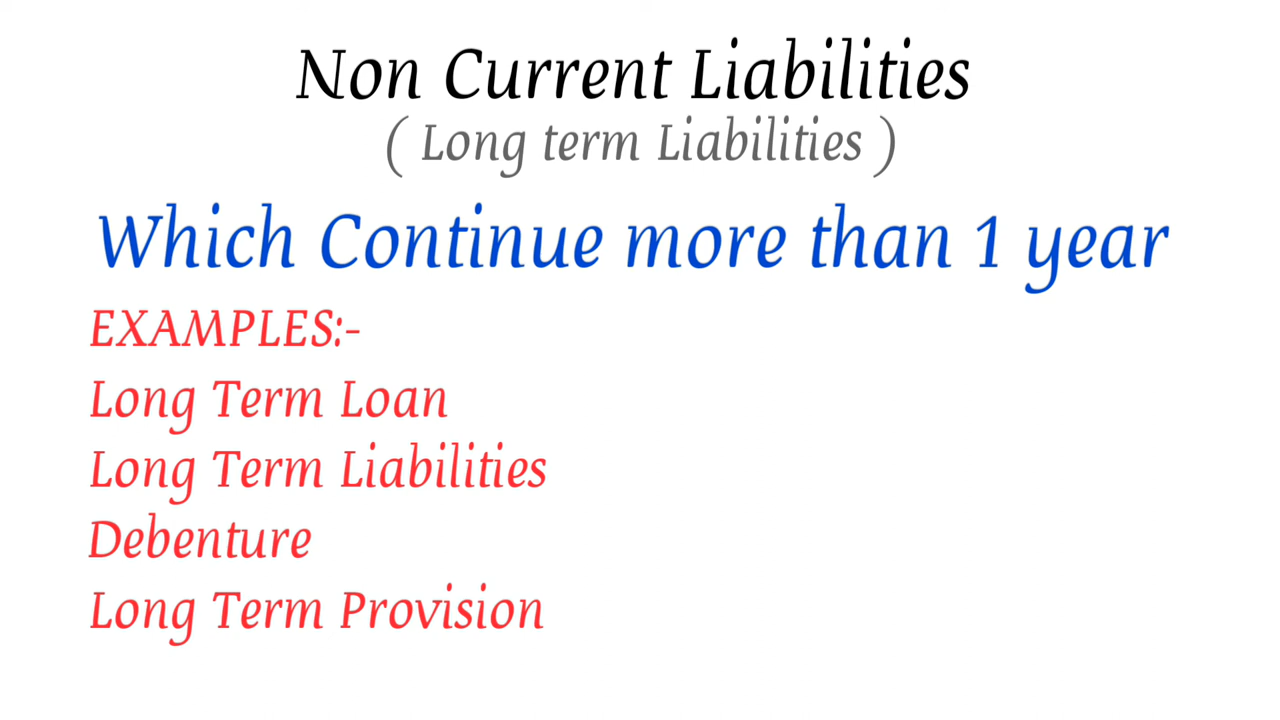 Non Current Liabilities
( Long term Liabilities )
Which Continue more than 1 year
EXAMPLES:-
Long Term Loan
Long Term Liabilities
Debenture
Long Term Provision